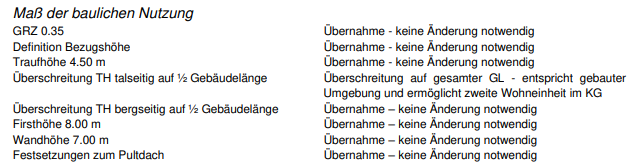 Maß der baulichen Nutzung
GRZ 0.35 Übernahme - keine Änderung notwendig
Definition Bezugshöhe Übernahme - keine Änderung notwendig
Traufhöhe 4.50 m Übernahme - keine Änderung notwendig
Überschreitung TH talseitig auf ½ Gebäudelänge Überschreitung auf gesamter GL - entspricht gebauter
Umgebung und ermöglicht zweite Wohneinheit im KG
Überschreitung TH bergseitig auf ½ Gebäudelänge Übernahme – keine Änderung notwendig
Firsthöhe 8.00 m Übernahme – keine Änderung notwendig
Wandhöhe 7.00 m Übernahme – keine Änderung notwendig
Festsetzungen zum Pultdach Übernahme – keine Änderung notwendig